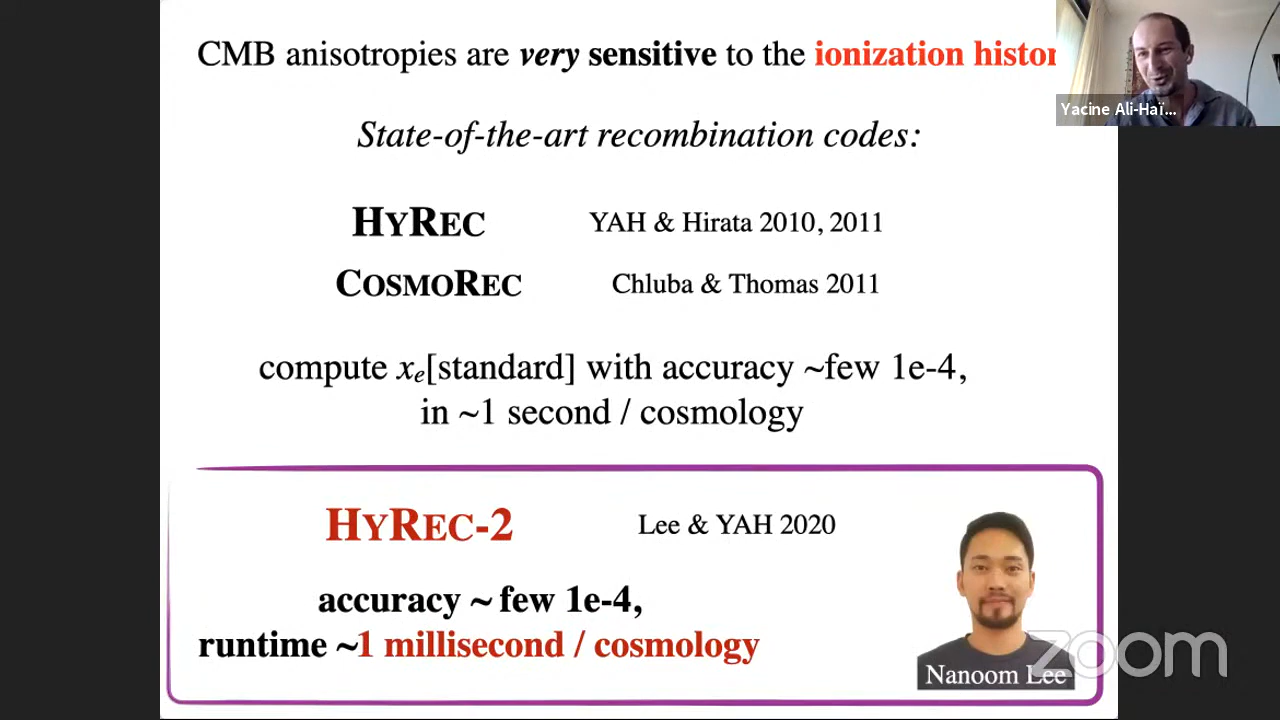 CMB anisotropies are very sensitive to the ionization histor
Yacine Ali-Haï...
State-of-the-art recombination codes:
HYREC YAH & Hirata 2010, 2011
COSMOREC Chluba & Thomas 2011
compute xe[standard] with accuracy ~few 1e-4,
in ~1 second / cosmology
HYREC-2 Lee & YAH 2020
accuracy ~ few 1e-4,
runtime ~1 millisecond / cosmology
Nanoom Lee
zoom